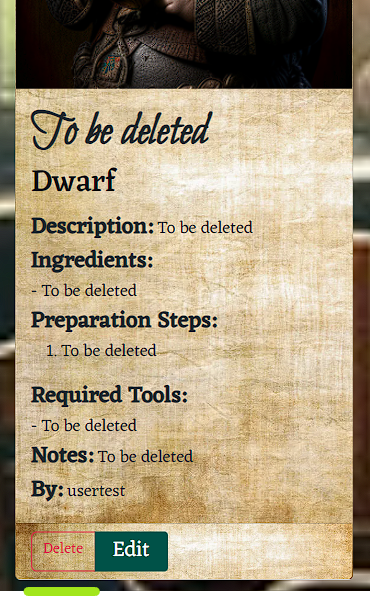 To be deleted
Dwarf
Description: To be deleted
Ingredients:
- To be deleted
Preparation Steps:
1. To be deleted
Required Tools:
- To be deleted
Notes: To be deleted
By: usertest
Delete Edit